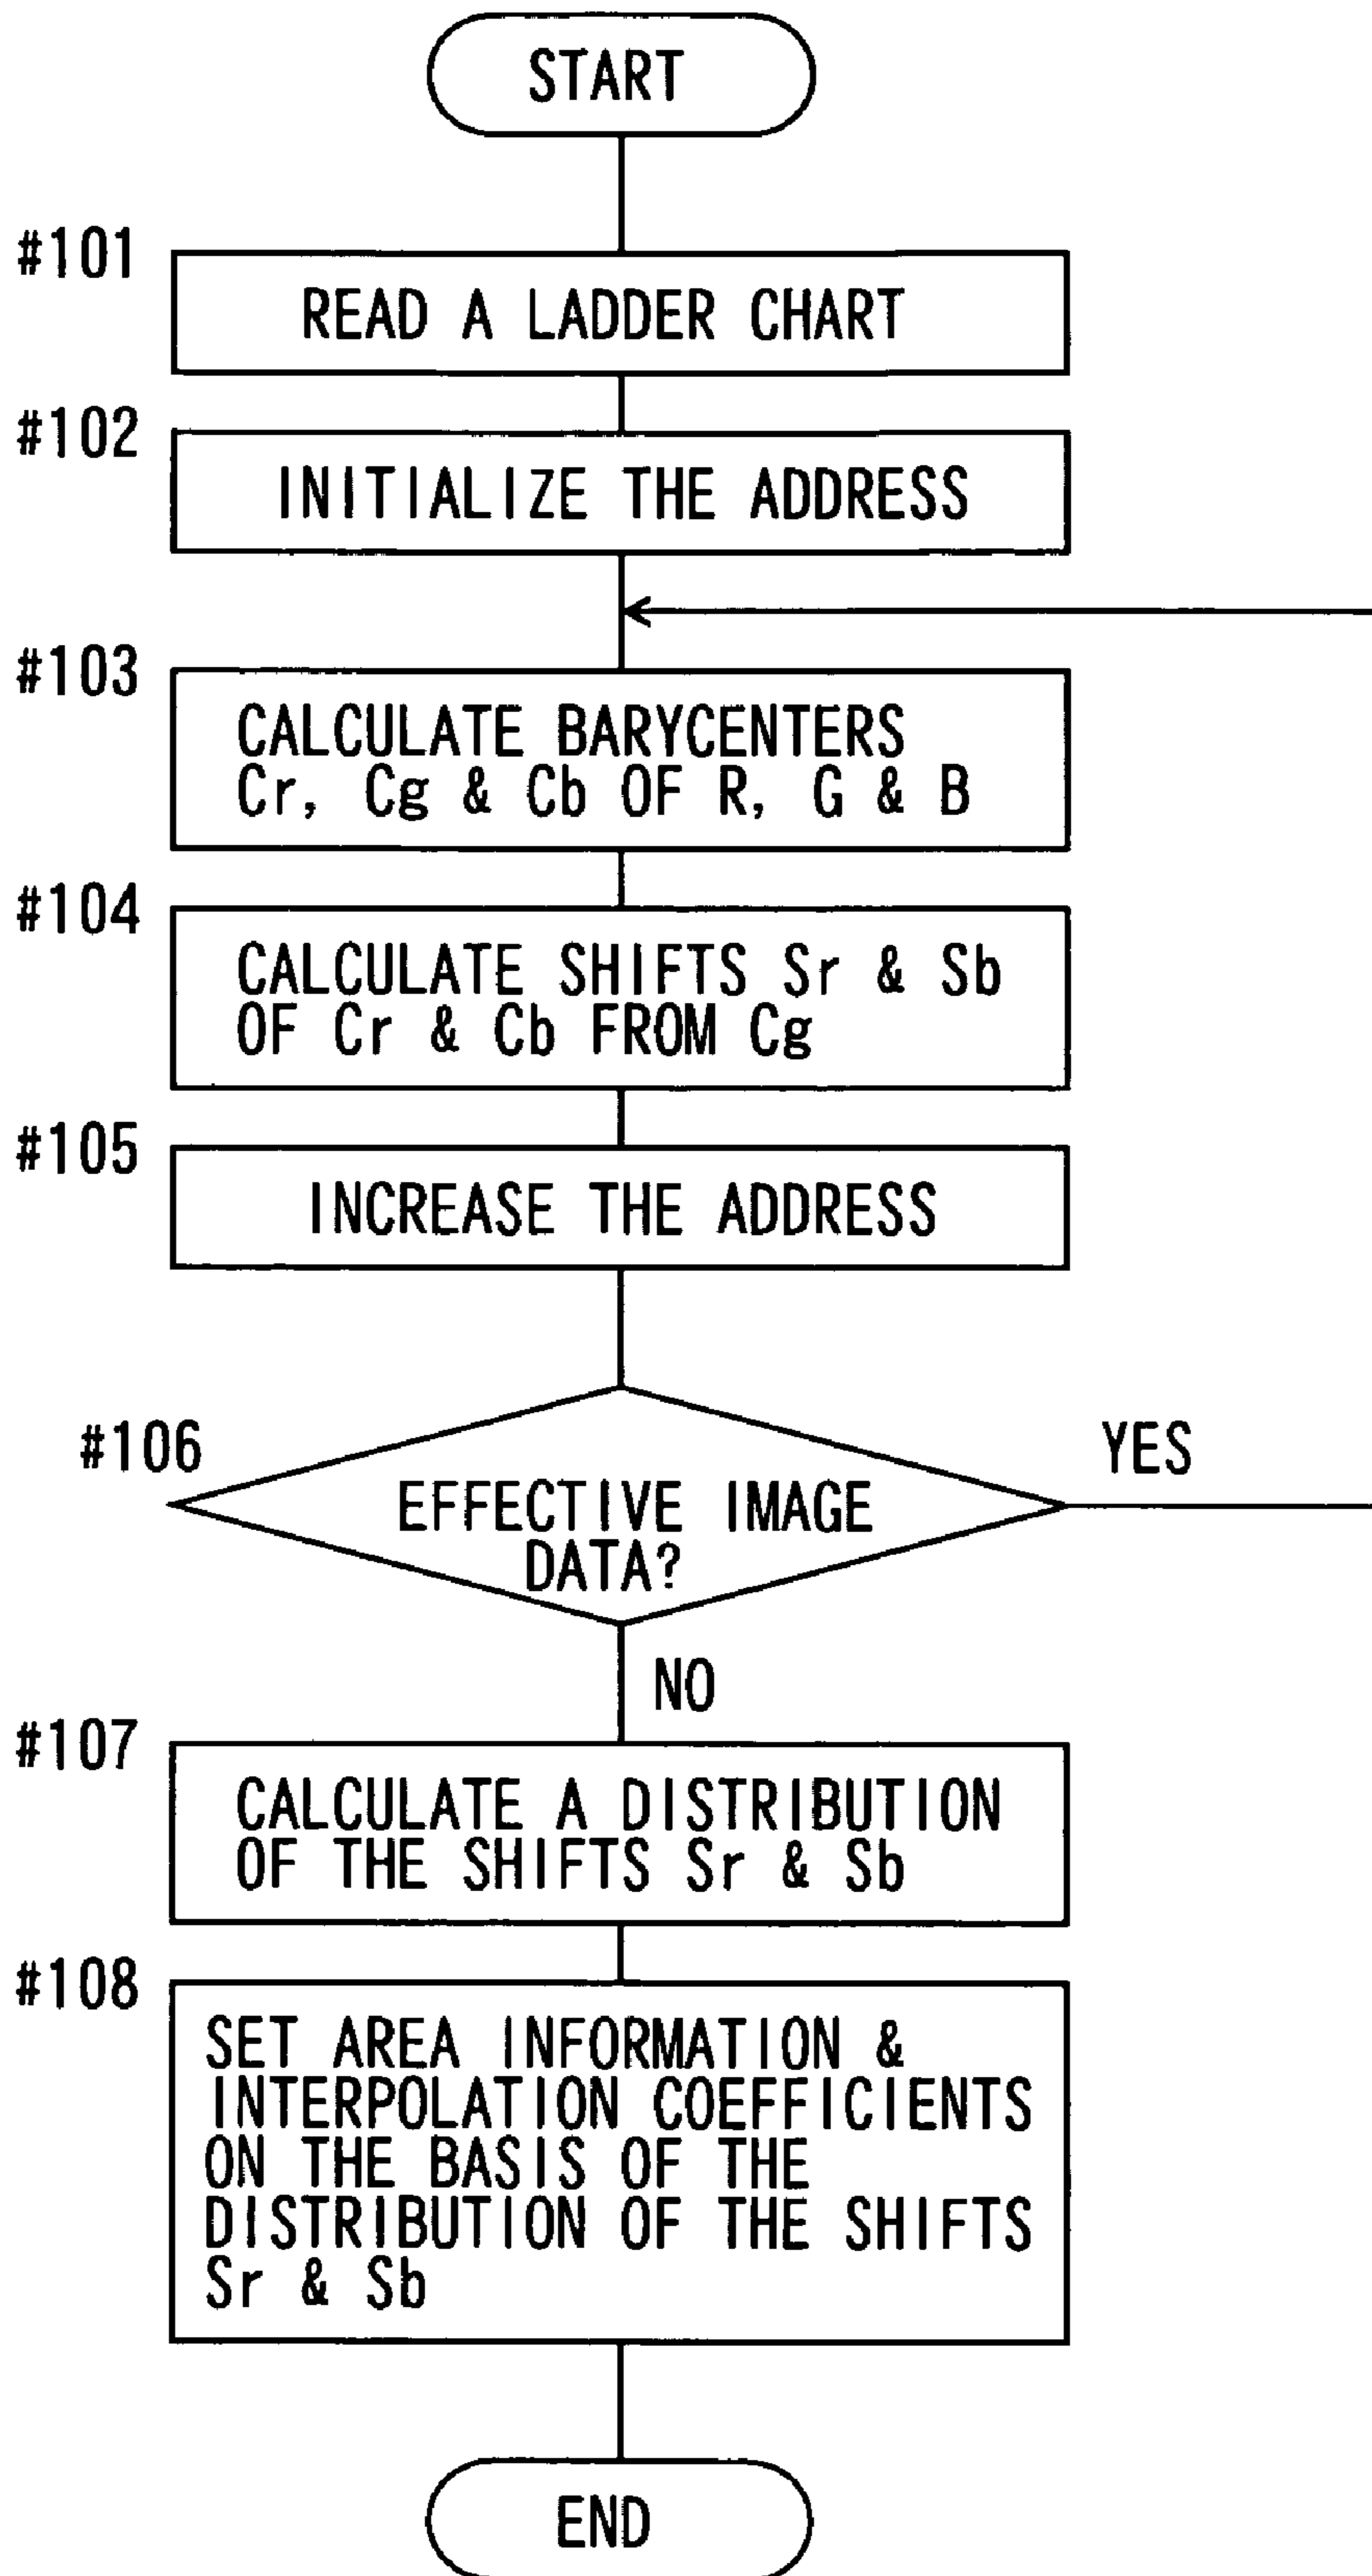 START
#101
READ A LADDER CHART
#102
INITIALIZE THE ADDRESS
#103
CALCULATE BARYCENTERS
Cr, Cg & Cb OF R, G & B
#104
CALCULATE SHIFTS Sr & Sb
OF Cr & Cb FROM Cg
#105
INCREASE THE ADDRESS
#106
YES
EFFECTIVE IMAGE
DATA?
NO
#107
CALCULATE A DISTRIBUTION
OF THE SHIFTS Sr & Sb
#108
SET AREA INFORMATION &
INTERPOLATION COEFFICIENTS
ON THE BASIS OF THE
DISTRIBUTION OF THE SHIFTS
Sr & Sb
END